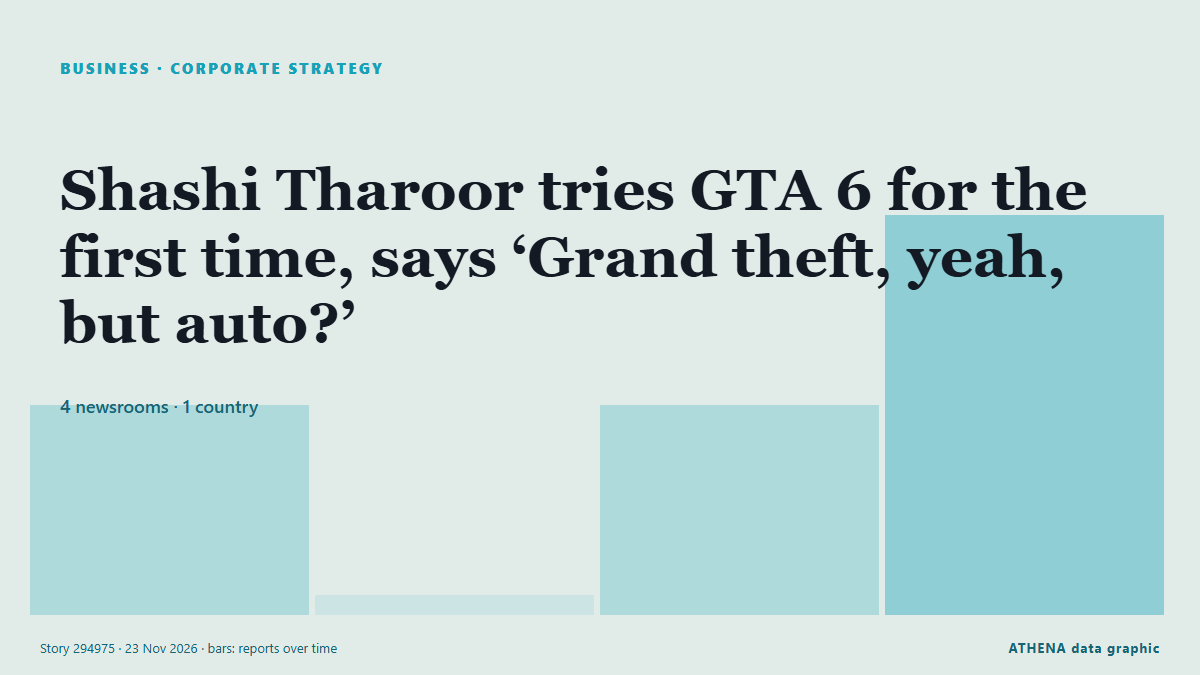 BUSINESS · CORPORATE STRATEGY
Shashi Tharoor tries GTA 6 for the
first time, says ‘Grand theft, yeah,
but auto?’
4 newsrooms · 1 country
Story 294975 · 23 Nov 2026 · bars: reports over time
ATHENA data graphic